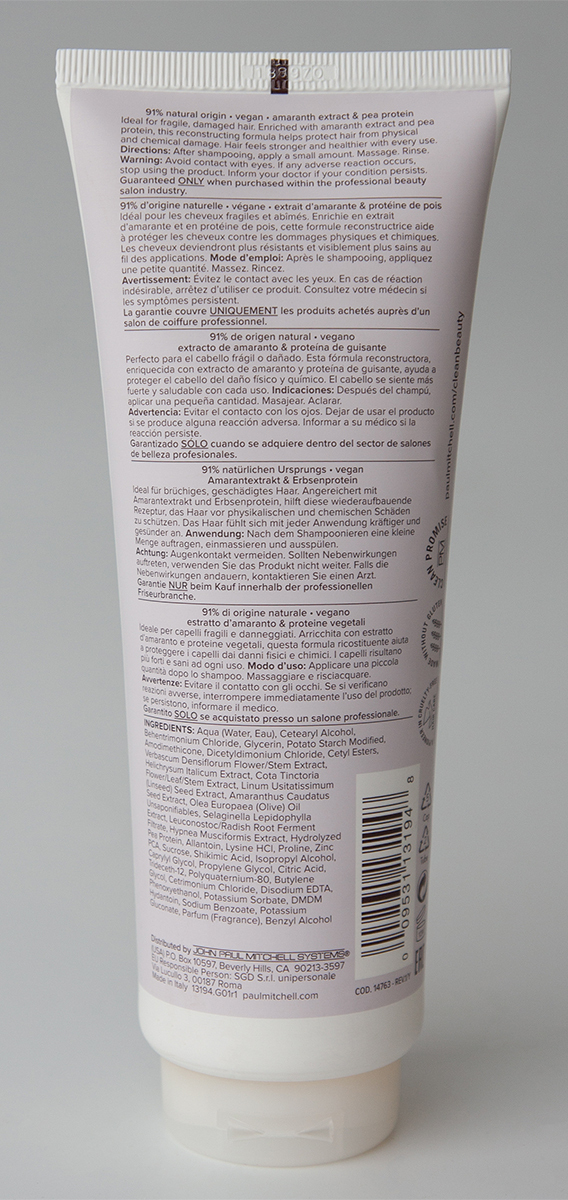 133070
91% natural origin • vegan • amaranth extract & pea protein
Ideal for fragile, damaged hair. Enriched with amaranth extract and pea
protein, this reconstructing formula helps protect hair from physical
and chemical damage. Hair feels stronger and healthier with every use.
Directions: After shampooing, apply a small amount. Massage. Rinse.
Warning: Avoid contact with eyes. If any adverse reaction occurs,
stop using the product. Inform your doctor if your condition persists.
Guaranteed ONLY when purchased within the professional beauty
salon industry.
91% d'origine naturelle • végane • extrait d'amarante & protéine de pois
Idéal pour les cheveux fragiles et abîmés. Enrichie en extrait
d'amarante et en protéine de pois, cette formule reconstructrice aide
à protéger les cheveux contre les dommages physiques et chimiques.
Les cheveux deviendront plus résistants et visiblement plus sains au
fil des applications. Mode d'emploi: Après le shampooing, appliquez
une petite quantité. Massez. Rincez.
Avertissement: Évitez le contact avec les yeux. En cas de réaction
indésirable, arrêtez d'utiliser ce produit. Consultez votre médecin si
les symptômes persistent.
La garantie couvre UNIQUEMENT les produits achetés auprès d'un
salon de coiffure professionnel.
91% de origen natural • vegano
extracto de amaranto & proteína de guisante
Perfecto para el cabello frágil o dañado. Esta fórmula reconstructora,
enriquecida con extracto de amaranto y proteína de guisante, ayuda a
proteger el cabello del daño físico y químico. El cabello se siente más
fuerte y saludable con cada uso. Indicaciones: Después del champú,
aplicar una pequeña cantidad. Masajear. Aclarar.
Advertencia: Evitar el contacto con los ojos. Dejar de usar el producto
si se produce alguna reacción adversa. Informar a su médico si la
reacción persiste.
Garantizado SÓLO cuando se adquiere dentro del sector de salones
de belleza profesionales.
91% natürlichen Ursprungs • vegan
Amarantextrakt & Erbsenprotein
Ideal für brüchiges, geschädigtes Haar. Angereichert mit
Amarantextrakt und Erbsenprotein, hilft diese wiederaufbauende
Rezeptur, das Haar vor physikalischen und chemischen Schäden
zu schützen. Das Haar fühlt sich mit jeder Anwendung kräftiger und
gesünder an. Anwendung: Nach dem Shampoonieren eine kleine
Menge auftragen, einmassieren und ausspülen.
Achtung: Augenkontakt vermeiden. Sollten Nebenwirkungen
auftreten, verwenden Sie das Produkt nicht weiter. Falls die
Nebenwirkungen andauern, kontaktieren Sie einen Arzt.
Garantie NUR beim Kauf innerhalb der professionellen
Friseurbranche.
91% di origine naturale • vegano
estratto d'amaranto & proteine vegetali
Ideale per capelli fragili e danneggiati. Arricchita con estratto
d'amaranto e proteine vegetali, questa formula ricostituente aiuta
a proteggere i capelli dai danni fisici e chimici. I capelli risultano
più forti e sani ad ogni uso. Modo d'uso: Applicare una piccola
quantità dopo lo shampoo. Massaggiare e risciacquare.
Avvertenze: Evitare il contatto con gli occhi. Se si verificano
reazioni avverse, interrompere immediatamente l'uso del prodotto;
se persistono, informare il medico.
Garantito SOLO se acquistato presso un salone professionale.
INGREDIENTS: Aqua (Water, Eau), Cetearyl Alcohol,
Behentrimonium Chloride, Glycerin, Potato Starch Modified,
Amodimethicone, Dicetyldimonium Chloride, Cetyl Esters,
Verbascum Densiflorum Flower/Stem Extract,
Helichrysum Italicum Extract, Cota Tinctoria
Flower/Leaf/Stem Extract, Linum Usitatissimum
(Linseed) Seed Extract, Amaranthus Caudatus
Seed Extract, Olea Europaea (Olive) Oil
Unsaponifiables, Selaginella Lepidophylla
Extract, Leuconostoc/Radish Root Ferment
Filtrate, Hypnea Musciformis Extract, Hydrolyzed
Pea Protein, Allantoin, Lysine HCl, Proline, Zinc
PCA, Sucrose, Shikimic Acid, Isopropyl Alcohol,
Caprylyl Glycol, Propylene Glycol, Citric Acid,
Trideceth-12, Polyquaternium-80, Butylene
Glycol, Cetrimonium Chloride, Disodium EDTA,
Phenoxyethanol, Potassium Sorbate, DMDM
Hydantoin, Sodium Benzoate, Potassium
Gluconate, Parfum (Fragrance), Benzyl Alcohol
Distributed by JOHN PAUL MITCHELL SYSTEMS®
(USA) P.O. Box 10597, Beverly Hills, CA 90213-3597
EU Responsible Person: SGD S.r.l. unipersonale
Via Lucullo 3, 00187 Roma
Made in Italy 13194.G01r1 paulmitchell.com
paulmitchell.com/cleanbeauty
CLEAN PROMISE
PM
WITHOUT GLUTEN
0 09531 13194 8
COD. 14763 - REV